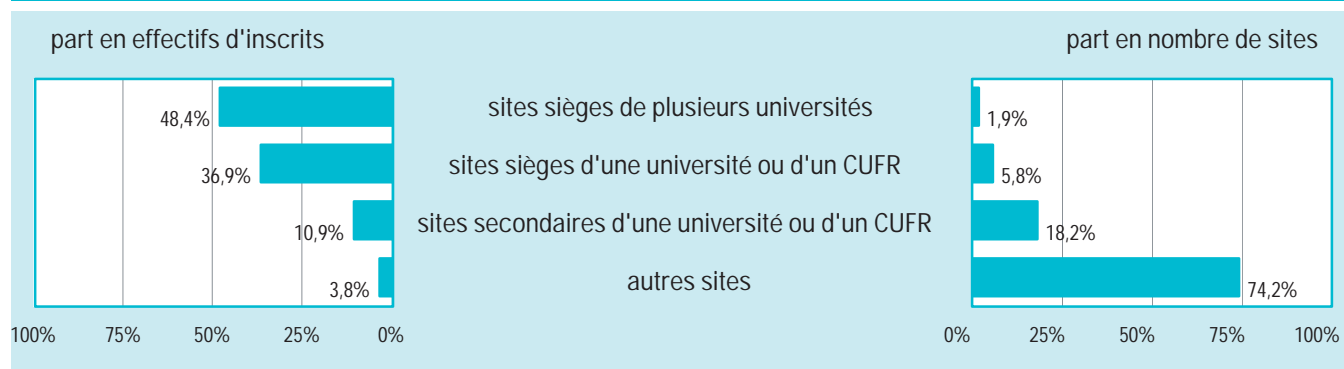 part en effectifs d'inscrits
part en nombre de sites
48,4%
sites sièges de plusieurs universités
1,9%
36,9%
sites sièges d'une université ou d'un CUFR
5,8%
10,9%
sites secondaires d'une université ou d'un CUFR
18,2%
3,8%
autres sites
74,2%
100% 75% 50% 25% 0%
0% 25% 50% 75% 100%